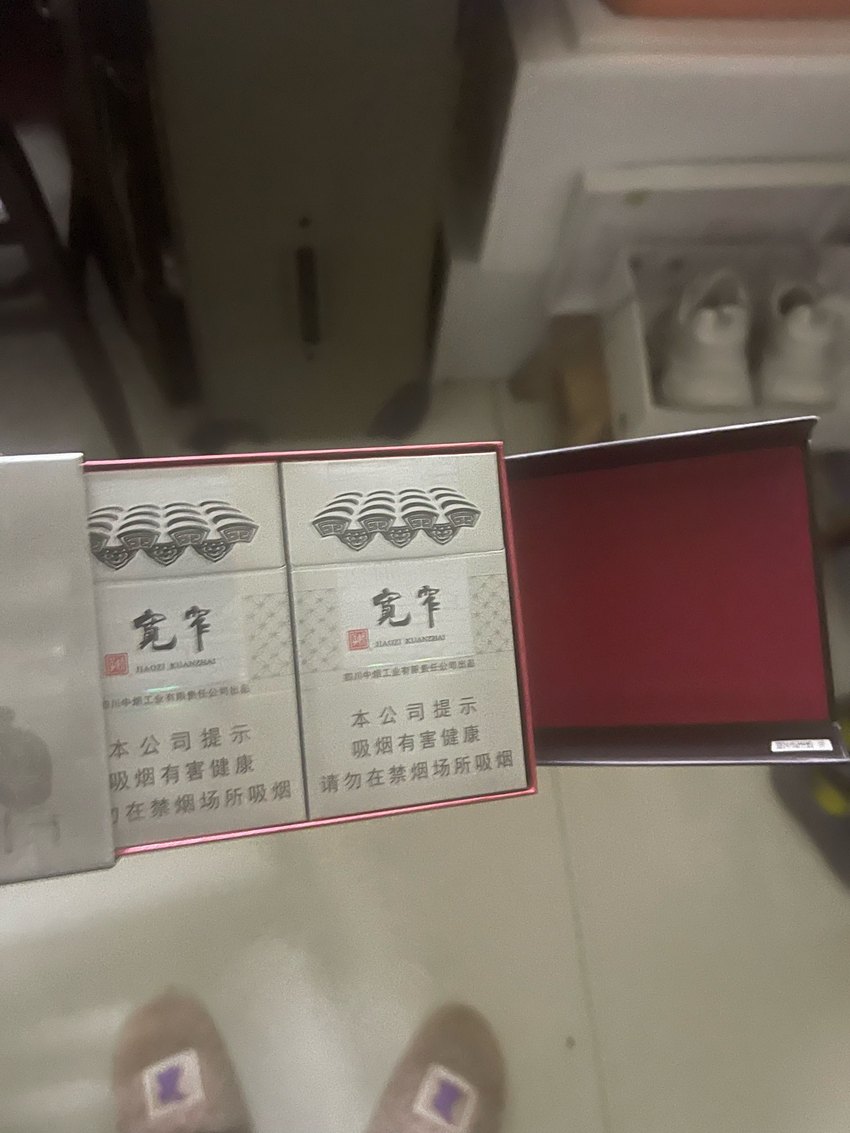 宽窄
JIAOZI KUANZHAI
四川中烟工业有限责任公司出品
本公司提示
吸烟有害健康
勿在禁烟场所吸烟
宽窄
JIAOZI KUANZHAI
四川中烟工业有限责任公司出品
本公司提示
吸烟有害健康
请勿在禁烟场所吸烟